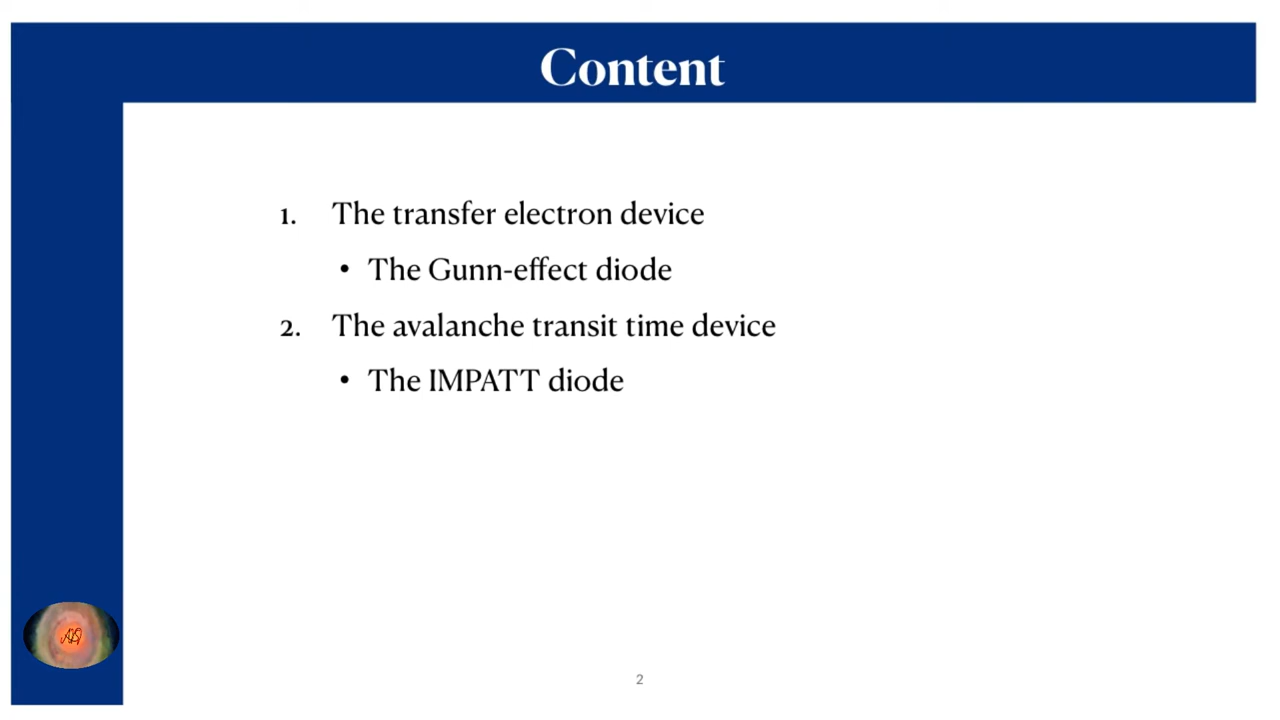 Content
1. The transfer electron device
• The Gunn-effect diode
2. The avalanche transit time device
• The IMPATT diode
2